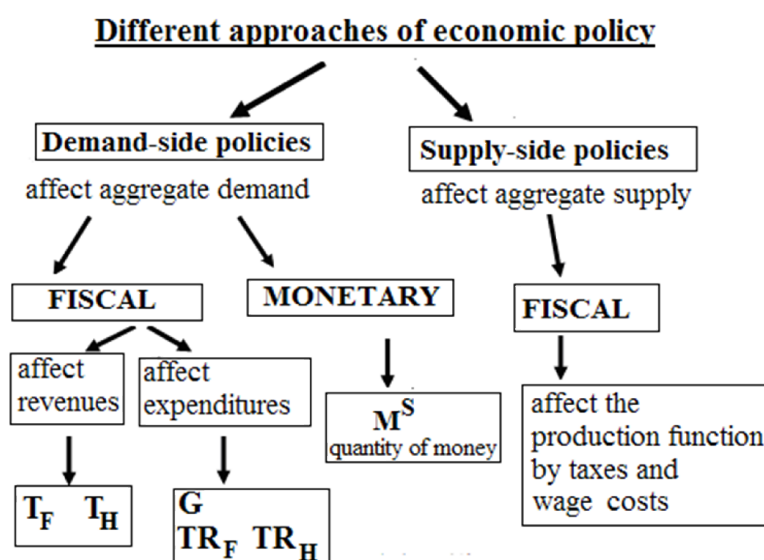 Different approaches of economic policy
Demand-side policies
affect aggregate demand
Supply-side policies
affect aggregate supply
FISCAL
MONETARY
FISCAL
affect
revenues
affect
expenditures
M^S
quantity of money
affect the
production function
by taxes and
wage costs
T_F T_H
G
TR_F TR_H